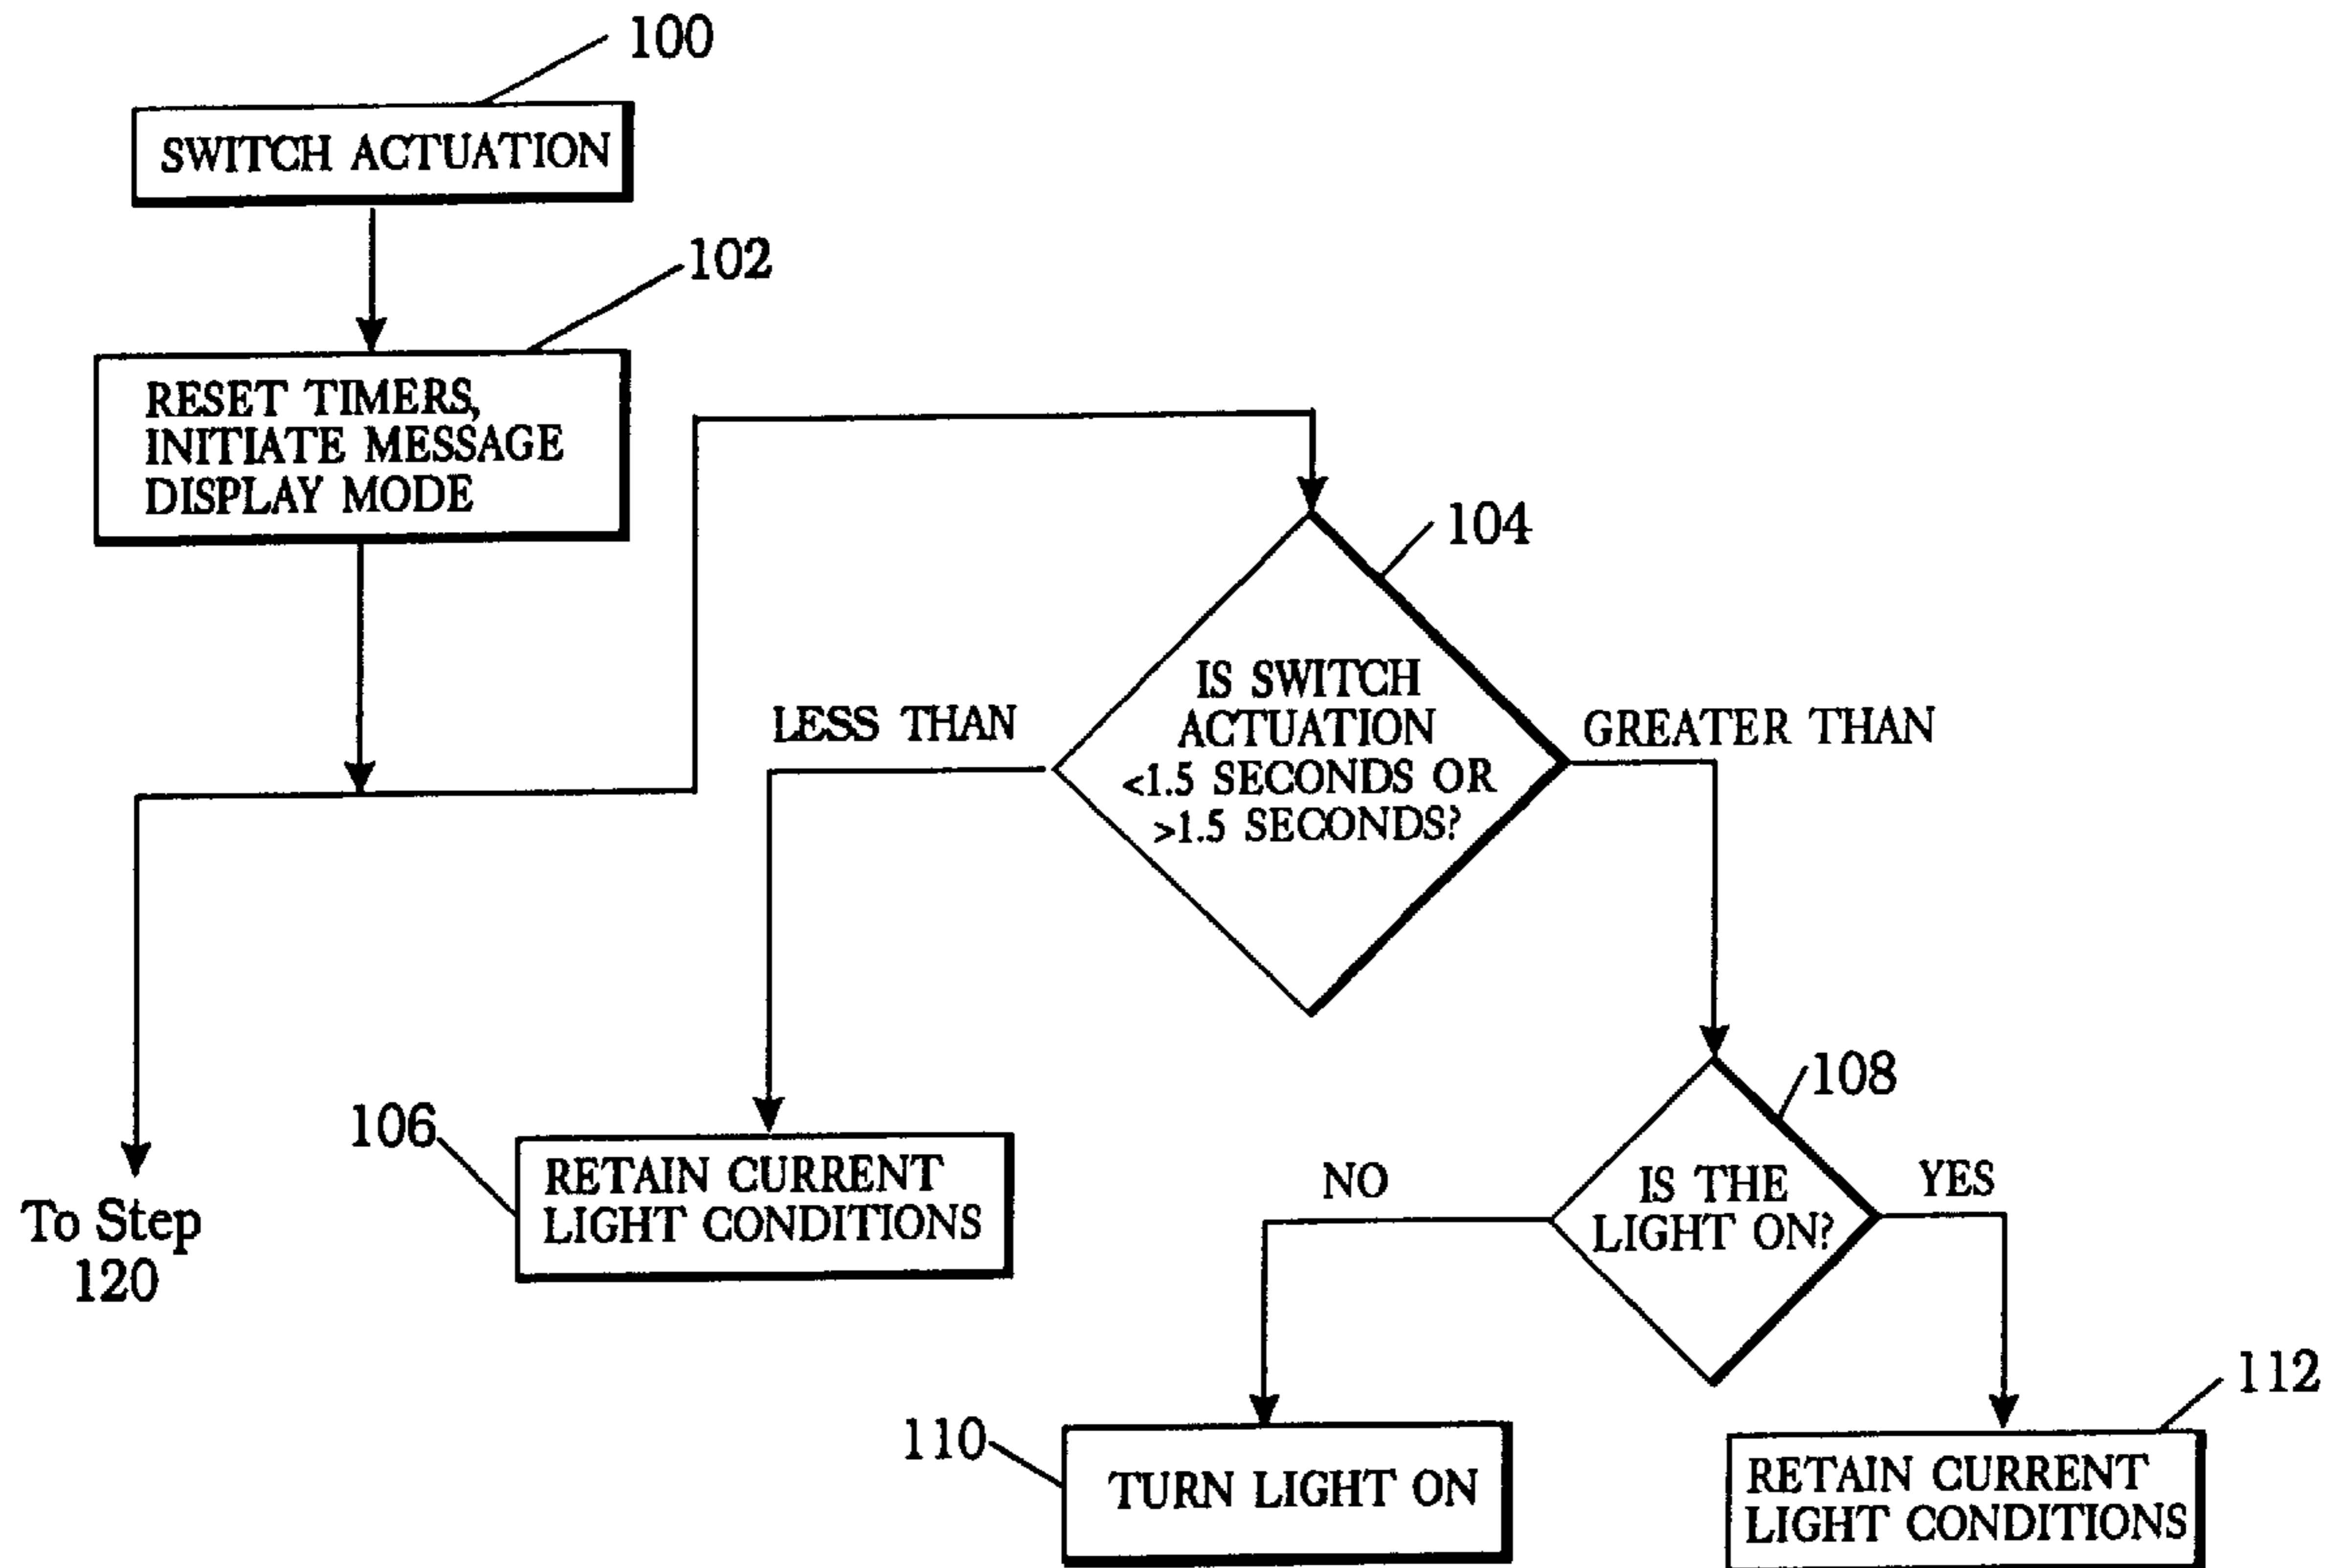 100
SWITCH ACTUATION
102
RESET TIMERS,
INITIATE MESSAGE
DISPLAY MODE
104
IS SWITCH
ACTUATION
<1.5 SECONDS OR
>1.5 SECONDS?
LESS THAN
GREATER THAN
To Step
120
106
RETAIN CURRENT
LIGHT CONDITIONS
108
IS THE
LIGHT ON?
NO
YES
110
TURN LIGHT ON
112
RETAIN CURRENT
LIGHT CONDITIONS